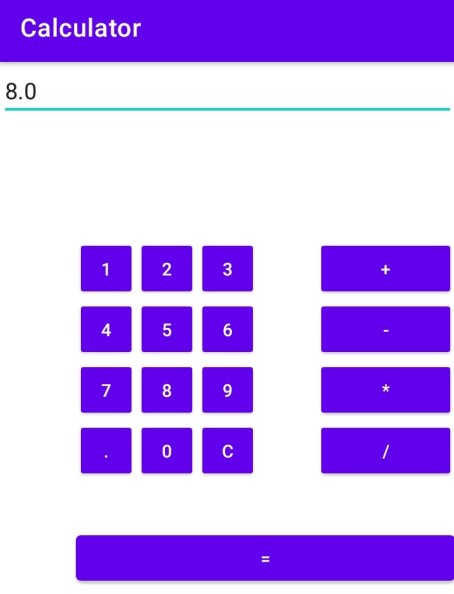 Calculator
8.0
1 2 3 +
4 5 6 -
7 8 9 *
. 0 C /
=